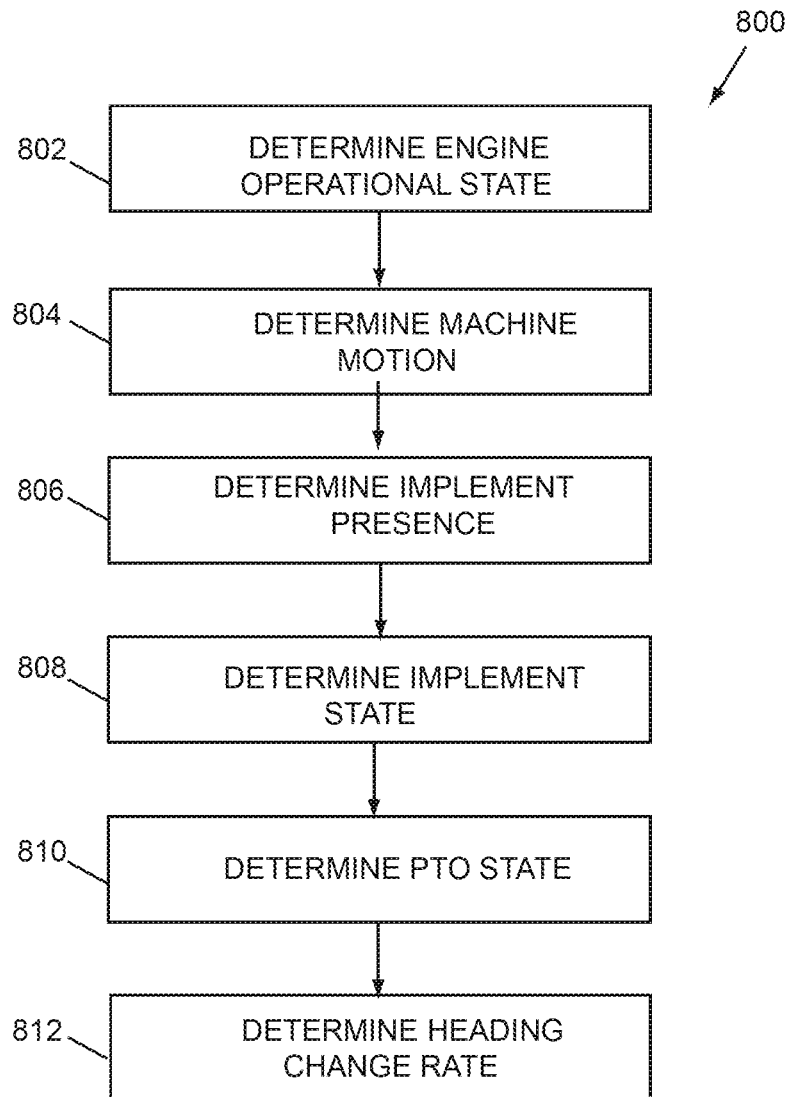 800
802
DETERMINE ENGINE
OPERATIONAL STATE
804
DETERMINE MACHINE
MOTION
806
DETERMINE IMPLEMENT
PRESENCE
808
DETERMINE IMPLEMENT
STATE
810
DETERMINE PTO STATE
812
DETERMINE HEADING
CHANGE RATE